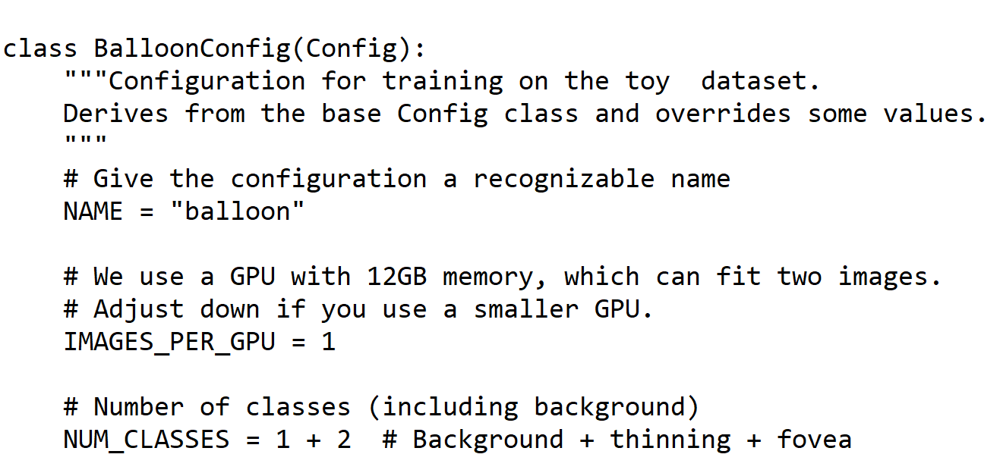 class BalloonConfig(Config):
    """Configuration for training on the toy  dataset.
    Derives from the base Config class and overrides some values.
    """
    # Give the configuration a recognizable name
    NAME = "balloon"

    # We use a GPU with 12GB memory, which can fit two images.
    # Adjust down if you use a smaller GPU.
    IMAGES_PER_GPU = 1

    # Number of classes (including background)
    NUM_CLASSES = 1 + 2  # Background + thinning + fovea